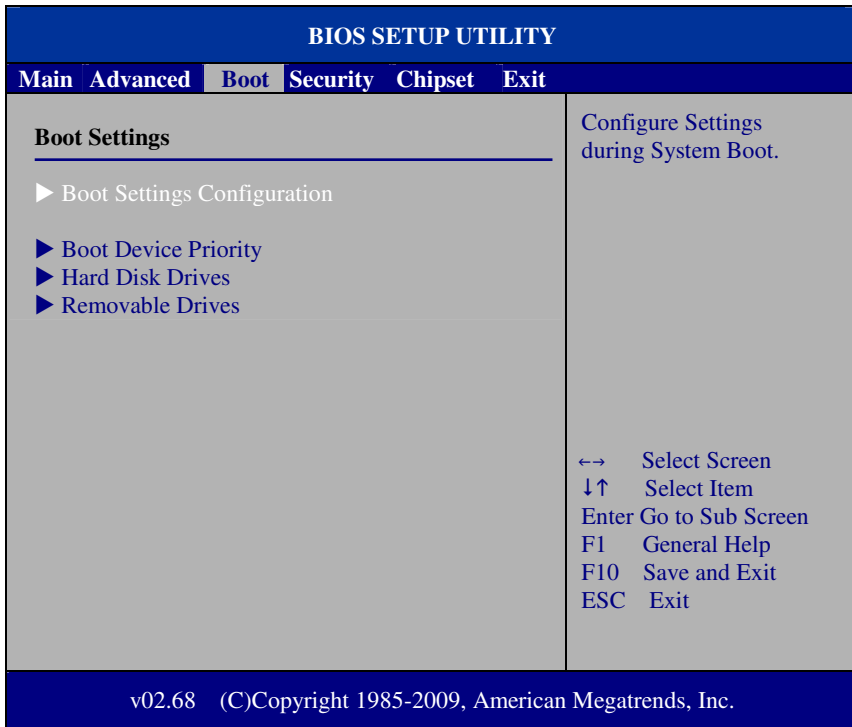 BIOS SETUP UTILITY
Main Advanced Boot Security Chipset Exit
Boot Settings
▶ Boot Settings Configuration
▶ Boot Device Priority
▶ Hard Disk Drives
▶ Removable Drives
Configure Settings
during System Boot.
←→ Select Screen
↓↑ Select Item
Enter Go to Sub Screen
F1 General Help
F10 Save and Exit
ESC Exit
v02.68 (C)Copyright 1985-2009, American Megatrends, Inc.